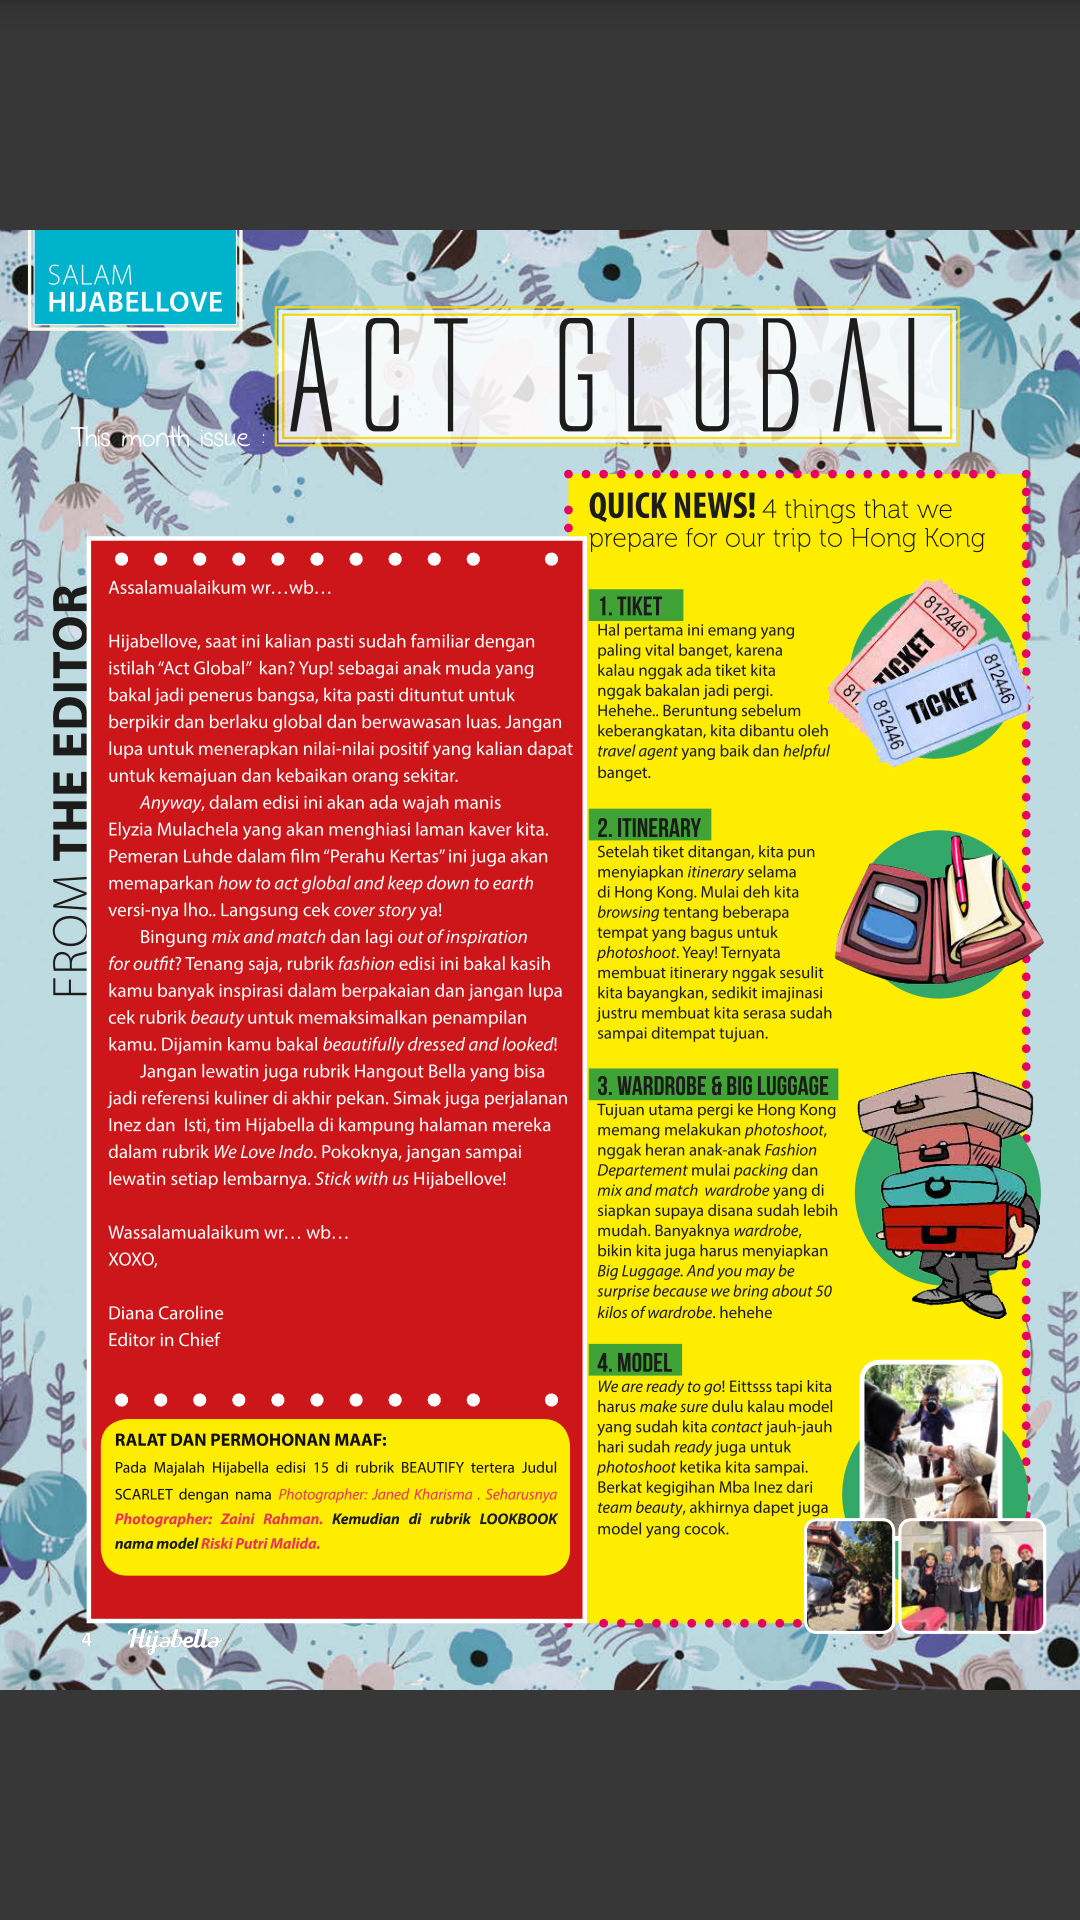 SALAM
HIJABELLOVE
This month issue :
ACT GLOBAL
FROM THE EDITOR
Assalamualaikum wr…wb…
Hijabellove, saat ini kalian pasti sudah familiar dengan
istilah “Act Global” kan? Yup! sebagai anak muda yang
bakal jadi penerus bangsa, kita pasti dituntut untuk
berpikir dan berlaku global dan berwawasan luas. Jangan
lupa untuk menerapkan nilai-nilai positif yang kalian dapat
untuk kemajuan dan kebaikan orang sekitar.
Anyway, dalam edisi ini akan ada wajah manis
Elyzia Mulachela yang akan menghiasi laman kaver kita.
Pemeran Luhde dalam film “Perahu Kertas” ini juga akan
memaparkan how to act global and keep down to earth
versi-nya lho.. Langsung cek cover story ya!
Bingung mix and match dan lagi out of inspiration
for outfit? Tenang saja, rubrik fashion edisi ini bakal kasih
kamu banyak inspirasi dalam berpakaian dan jangan lupa
cek rubrik beauty untuk memaksimalkan penampilan
kamu. Dijamin kamu bakal beautifully dressed and looked!
Jangan lewatin juga rubrik Hangout Bella yang bisa
jadi referensi kuliner di akhir pekan. Simak juga perjalanan
Inez dan Isti, tim Hijabella di kampung halaman mereka
dalam rubrik We Love Indo. Pokoknya, jangan sampai
lewatin setiap lembarnya. Stick with us Hijabellove!
Wassalamualaikum wr… wb…
XOXO,
Diana Caroline
Editor in Chief
RALAT DAN PERMOHONAN MAAF:
Pada Majalah Hijabella edisi 15 di rubrik BEAUTIFY tertera Judul
SCARLET dengan nama Photographer: Janed Kharisma . Seharusnya
Photographer: Zaini Rahman. Kemudian di rubrik LOOKBOOK
nama model Riski Putri Malida.
QUICK NEWS! 4 things that we
prepare for our trip to Hong Kong
1. TIKET
Hal pertama ini emang yang
paling vital banget, karena
kalau nggak ada tiket kita
nggak bakalan jadi pergi.
Hehehe.. Beruntung sebelum
keberangkatan, kita dibantu oleh
travel agent yang baik dan helpful
banget.
812446
TICKET
81
812446
TICKET
812446
2. ITINERARY
Setelah tiket ditangan, kita pun
menyiapkan itinerary selama
di Hong Kong. Mulai deh kita
browsing tentang beberapa
tempat yang bagus untuk
photoshoot. Yeay! Ternyata
membuat itinerary nggak sesulit
kita bayangkan, sedikit imajinasi
justru membuat kita serasa sudah
sampai ditempat tujuan.
3. WARDROBE & BIG LUGGAGE
Tujuan utama pergi ke Hong Kong
memang melakukan photoshoot,
nggak heran anak-anak Fashion
Departement mulai packing dan
mix and match wardrobe yang di
siapkan supaya disana sudah lebih
mudah. Banyaknya wardrobe,
bikin kita juga harus menyiapkan
Big Luggage. And you may be
surprise because we bring about 50
kilos of wardrobe. hehehe
4. MODEL
We are ready to go! Eittsss tapi kita
harus make sure dulu kalau model
yang sudah kita contact jauh-jauh
hari sudah ready juga untuk
photoshoot ketika kita sampai.
Berkat kegigihan Mba Inez dari
team beauty, akhirnya dapet juga
model yang cocok.
4 Hijabella